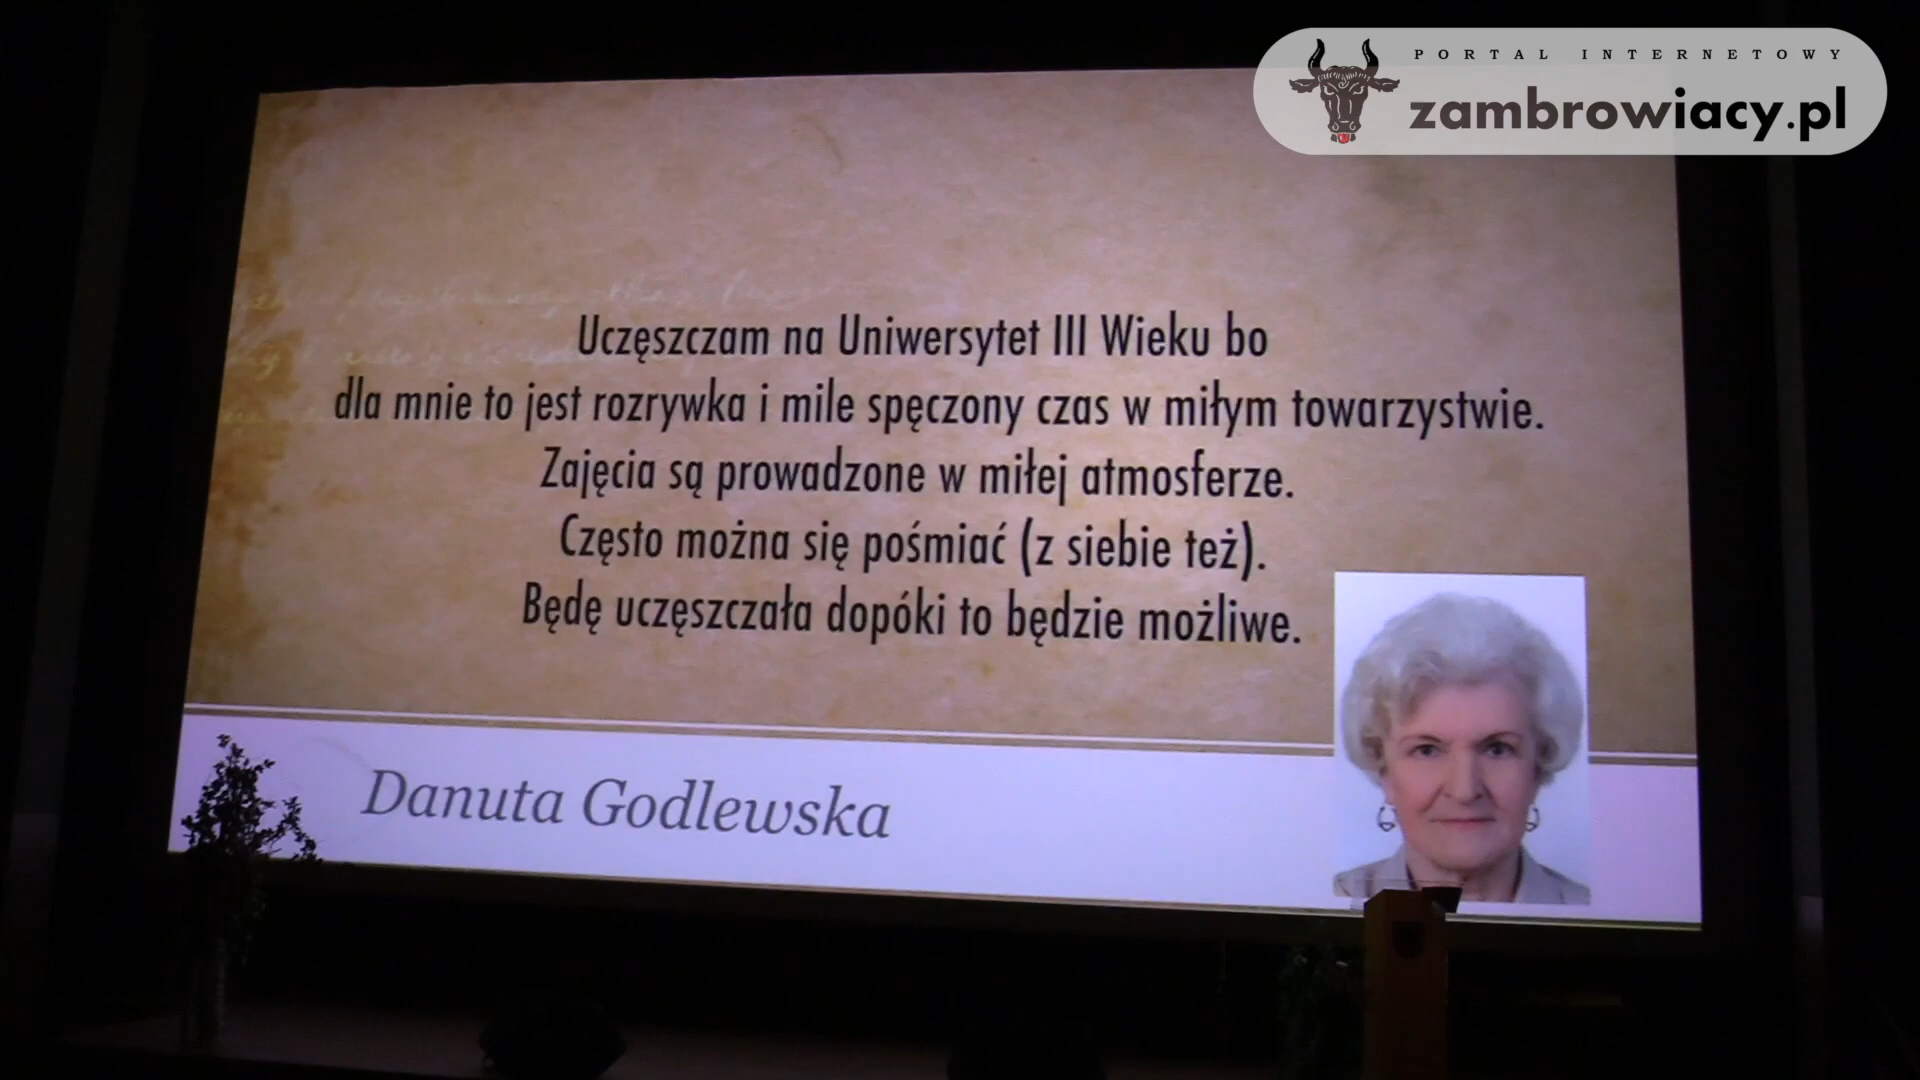 PORTAL INTERNETOWY
zambrowiacy.pl
Uczęszczam na Uniwersytet III Wieku bo
dla mnie to jest rozrywka i mile spęczony czas w miłym towarzystwie.
Zajęcia są prowadzone w miłej atmosferze.
Często można się pośmiać (z siebie też).
Będę uczęszczała dopóki to będzie możliwe.
Danuta Godlewska